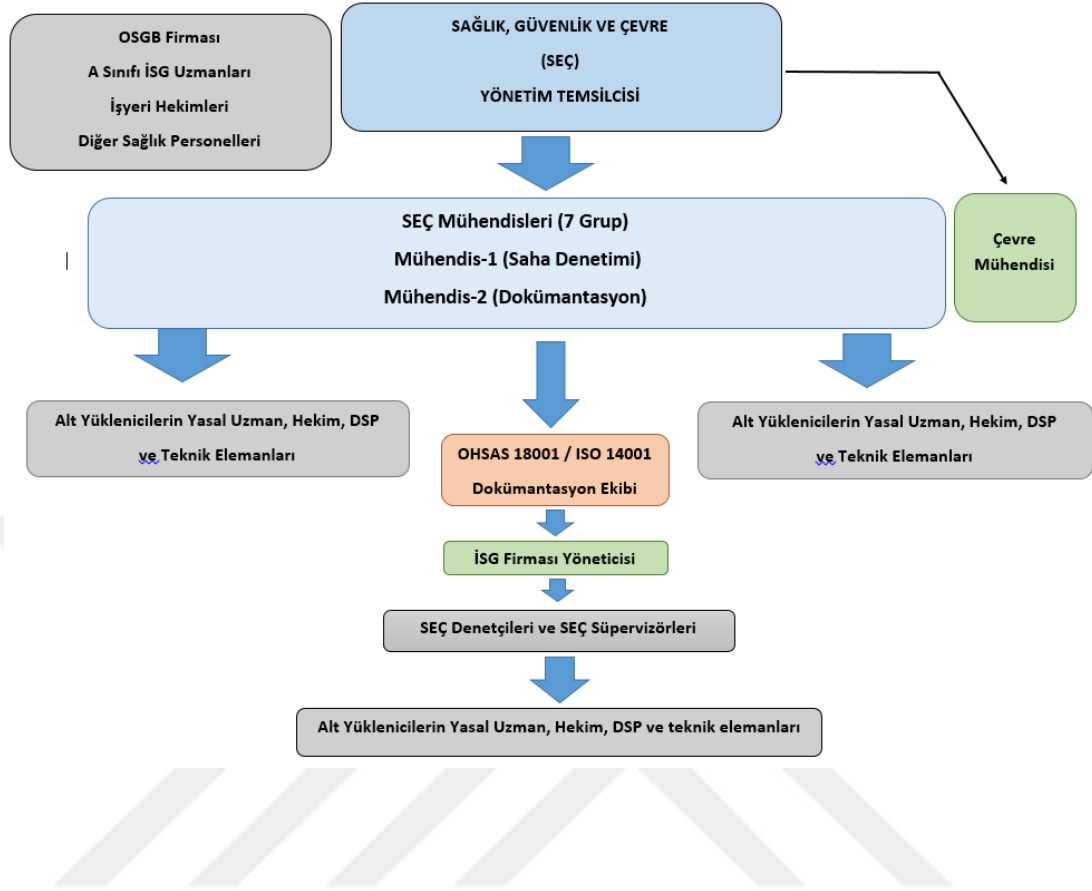 OSGB Firması
A Sınıfı İSG Uzmanları
İşyeri Hekimleri
Diğer Sağlık Personelleri
SAĞLIK, GÜVENLİK VE ÇEVRE
(SEÇ)
YÖNETİM TEMSİLCİSİ
SEÇ Mühendisleri (7 Grup)
Mühendis-1 (Saha Denetimi)
Mühendis-2 (Dokümantasyon)
Çevre
Mühendisi
Alt Yüklenicilerin Yasal Uzman, Hekim, DSP
ve Teknik Elemanları
OHSAS 18001 / ISO 14001
Dokümantasyon Ekibi
Alt Yüklenicilerin Yasal Uzman, Hekim, DSP
ve Teknik Elemanları
İSG Firması Yöneticisi
SEÇ Denetçileri ve SEÇ Süpervizörleri
Alt Yüklenicilerin Yasal Uzman, Hekim, DSP ve teknik elemanları